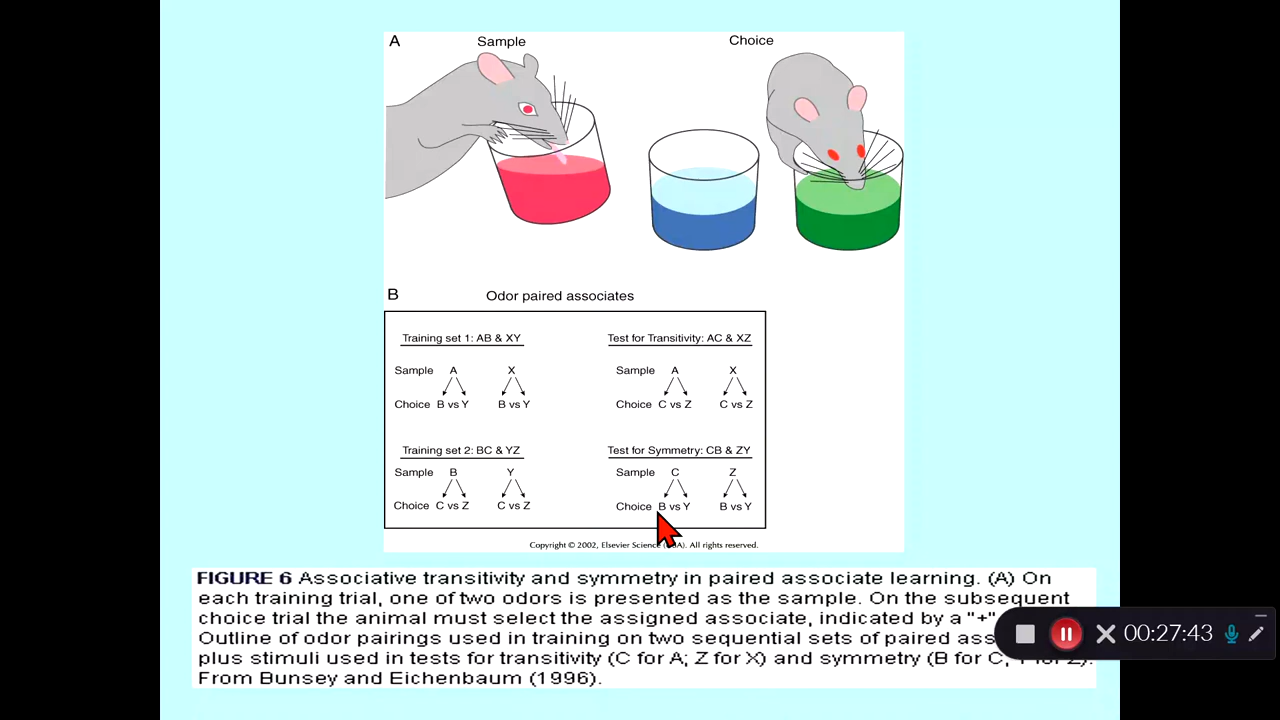 A
Sample
Choice
B
Odor paired associates
Training set 1: AB & XY
Test for Transitivity: AC & XZ
Sample A X
Sample A X
Choice B vs Y B vs Y
Choice C vs Z C vs Z
Training set 2: BC & YZ
Test for Symmetry: CB & ZY
Sample B Y
Sample C Z
Choice C vs Z C vs Z
Choice B vs Y B vs Y
Copyright © 2002, Elsevier Science A). All rights reserved.
FIGURE 6 Associative transitivity and symmetry in paired associate learning. (A) On
each training trial, one of two odors is presented as the sample. On the subsequent
choice trial the animal must select the assigned associate, indicated by a "+"
Outline of odor pairings used in training on two sequential sets of paired
plus stimuli used in tests for transitivity (C for A; Z for X) and symmetry (B for C,
From Bunsey and Eichenbaum (1996).
00:27:43